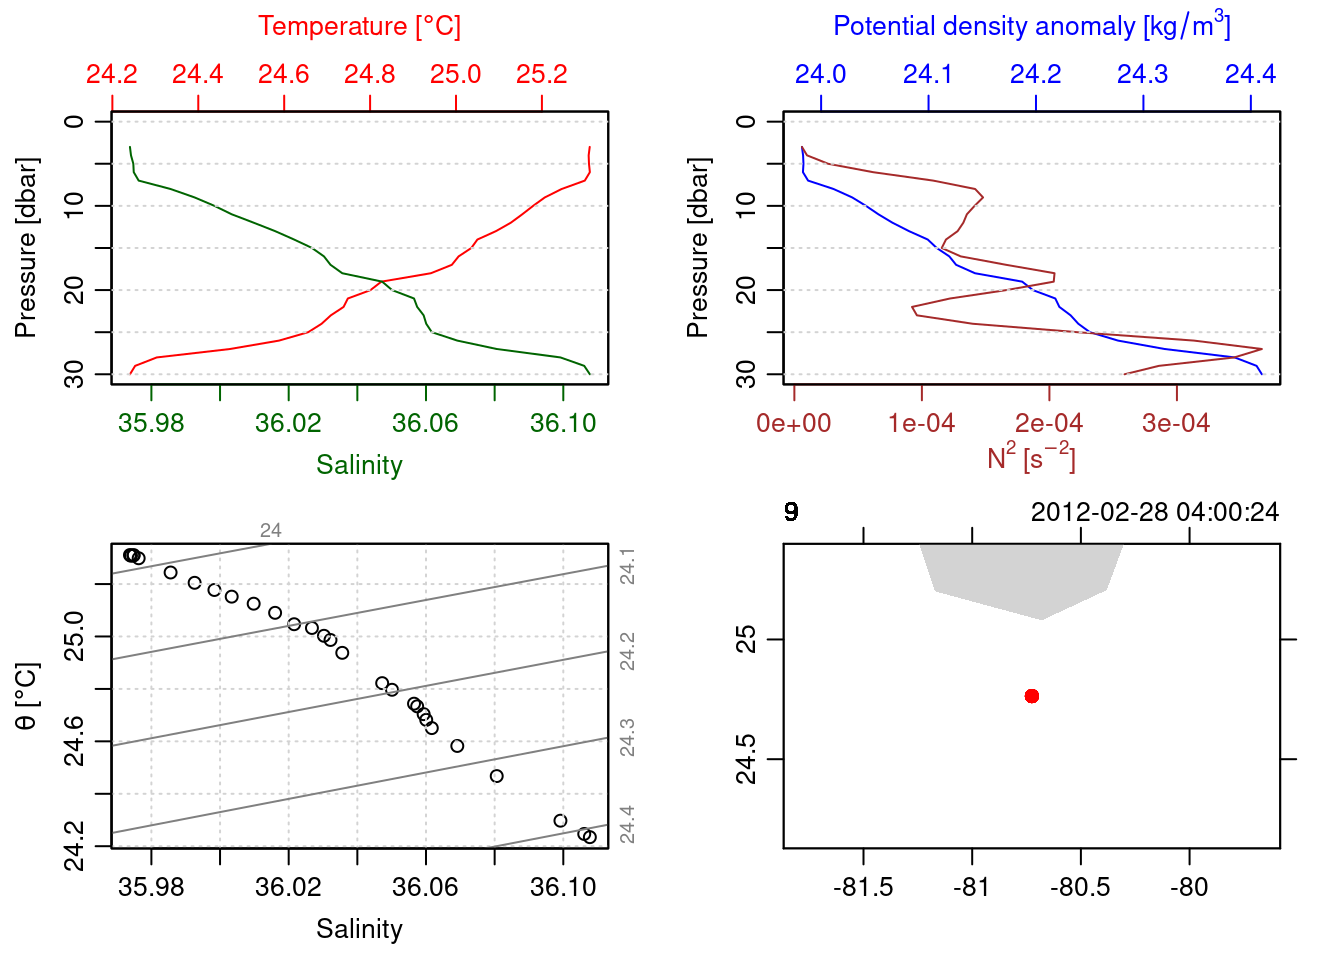 Temperature [°C]
24.2 24.4 24.6 24.8 25.0 25.2
Pressure [dbar]
0
10
20
30
35.98 36.02 36.06 36.10
Salinity
Potential density anomaly [kg/m³]
24.0 24.1 24.2 24.3 24.4
Pressure [dbar]
0
10
20
30
0e+00 1e-04 2e-04 3e-04
N² [s⁻²]
24
24.1
24.2
24.3
24.4
θ [°C]
25.0
24.6
24.2
35.98 36.02 36.06 36.10
Salinity
2012-02-28 04:00:24
25
24.5
-81.5 -81 -80.5 -80